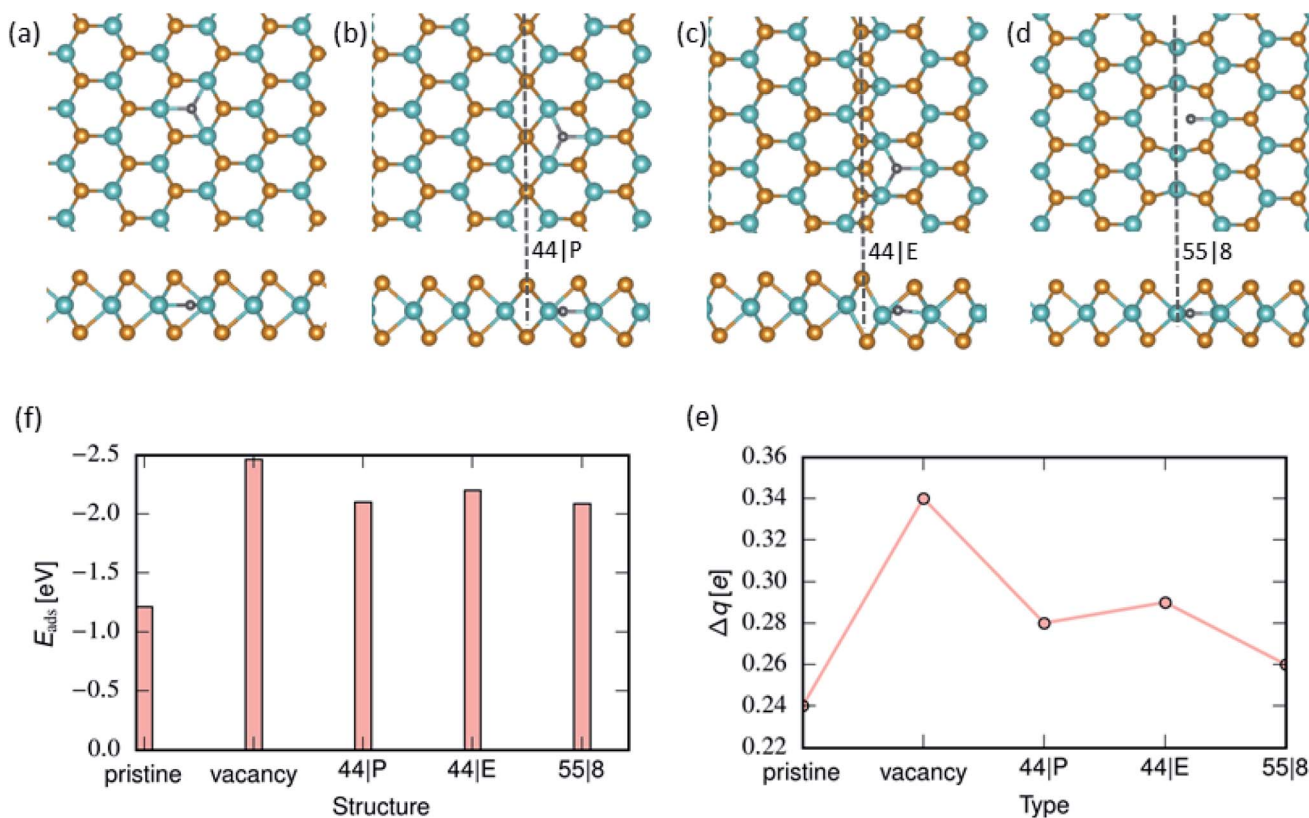 (a)
(b)
(c)
(d)
44|P
44|E
55|8
(f)
(e)
−2.5
−2.0
−1.5
−1.0
−0.5
0.0
E_ads [eV]
pristine
vacancy
44|P
44|E
55|8
Structure
0.36
0.34
0.32
0.30
0.28
0.26
0.24
0.22
Δq [e]
pristine
vacancy
44|P
44|E
55|8
Type